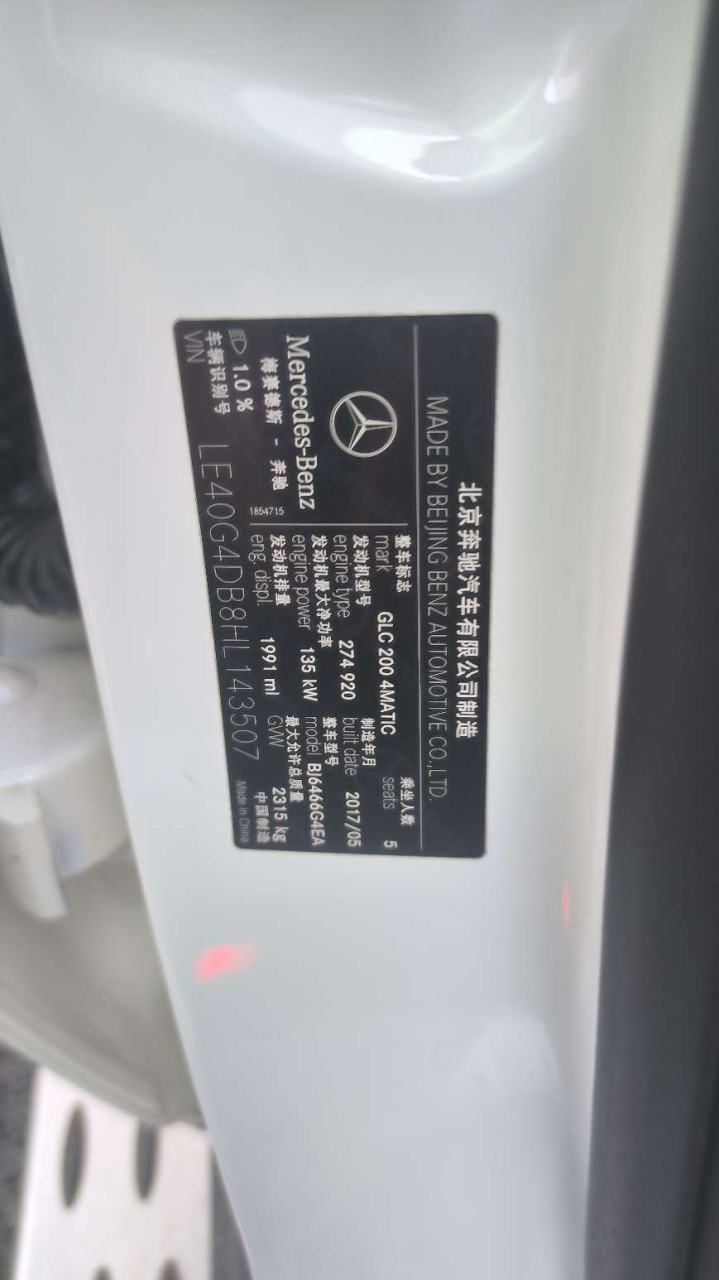 北京奔驰汽车有限公司制造
MADE BY BEIJING BENZ AUTOMOTIVE CO.,LTD.
整车标志
mark GLC 200 4MATIC
乘坐人数
seats 5
发动机型号
engine type 274 920
制造年月
built date 2017/05
发动机最大净功率
engine power 135 kW
整车型号
model BJ6466G4EA
发动机排量
eng. displ. 1991 ml
最大允许总质量
GVW 2315 kg
Mercedes-Benz
梅赛德斯 - 奔驰
1854715
1.0 %
中国制造
Made in China
车辆识别号
VIN LE40G4DB8HL143507